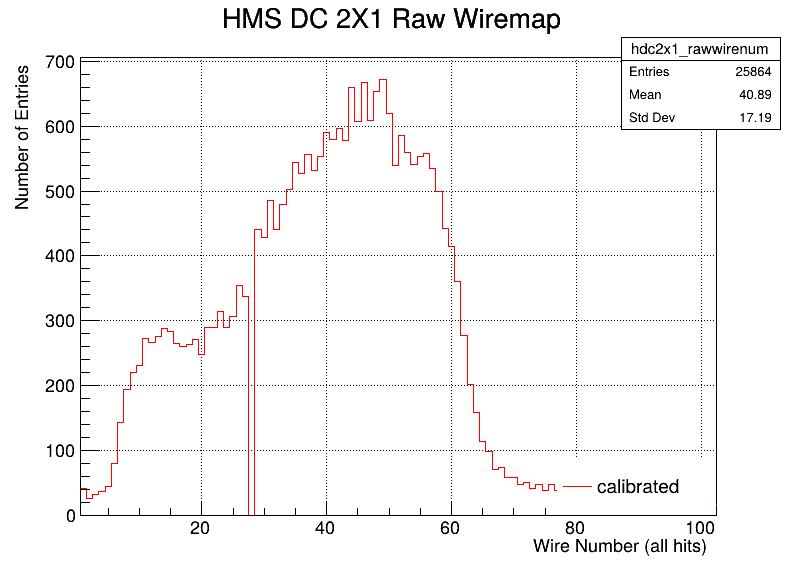 HMS DC 2X1 Raw Wiremap
hdc2x1_rawwirenum
Entries 25864
Mean 40.89
Std Dev 17.19
Number of Entries
700
600
500
400
300
200
100
0
calibrated
20 40 60 80 100
Wire Number (all hits)